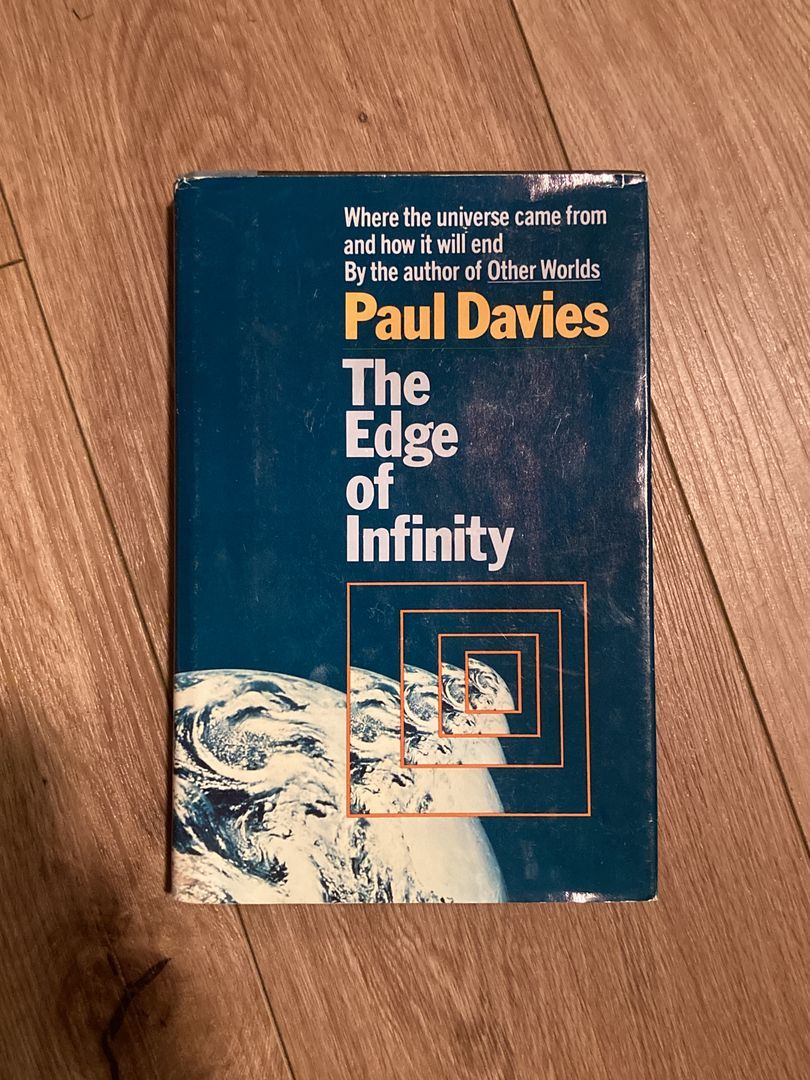 Where the universe came from
and how it will end
By the author of Other Worlds
Paul Davies
The
Edge
of
Infinity